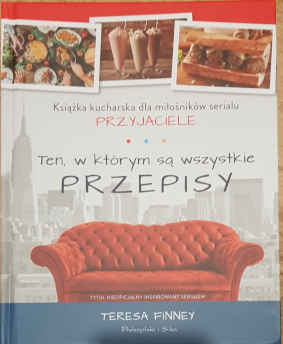 Książka kucharska dla miłośników serialu
PRZYJACIELE
Ten, w którym są wszystkie
PRZEPISY
TYTUŁ NIEOFICJALNY INSPIROWANY SERIALEM
TERESA FINNEY
Prószyński i S-ka